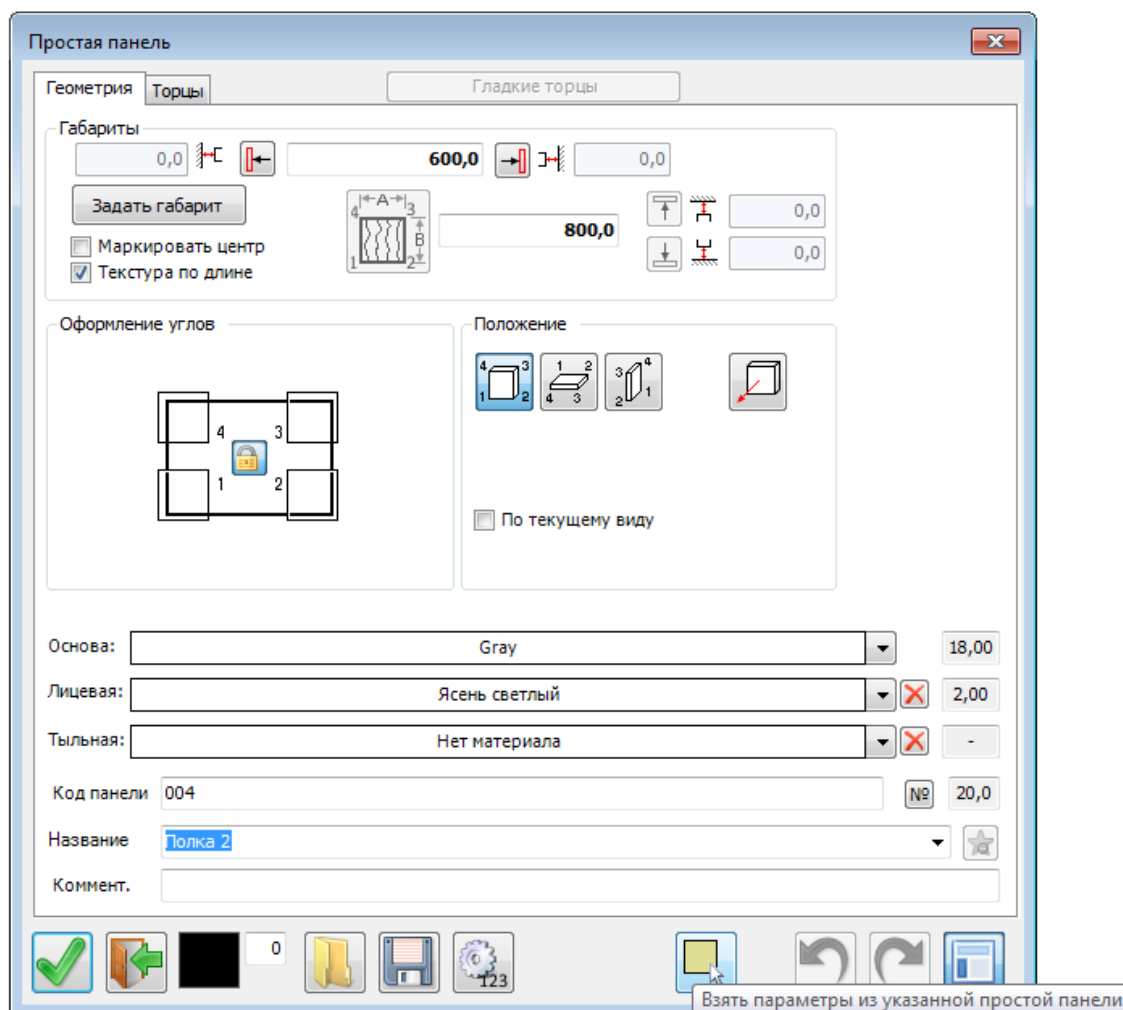 Простая панель
Геометрия Торцы Гладкие торцы
Габариты
0,0 600,0 0,0
Задать габарит 4 A 3 800,0 0,0
B
Маркировать центр
1 2 0,0
Текстура по длине
Оформление углов Положение
4 3 1 2 3 4
1 2 4 3 2 1
4 3
1 2
По текущему виду
Основа: Gray 18,00
Лицевая: Ясень светлый 2,00
Тыльная: Нет материала -
Код панели 004 № 20,0
Название Полка 2
Коммент.
0
123
Взять параметры из указанной простой панели